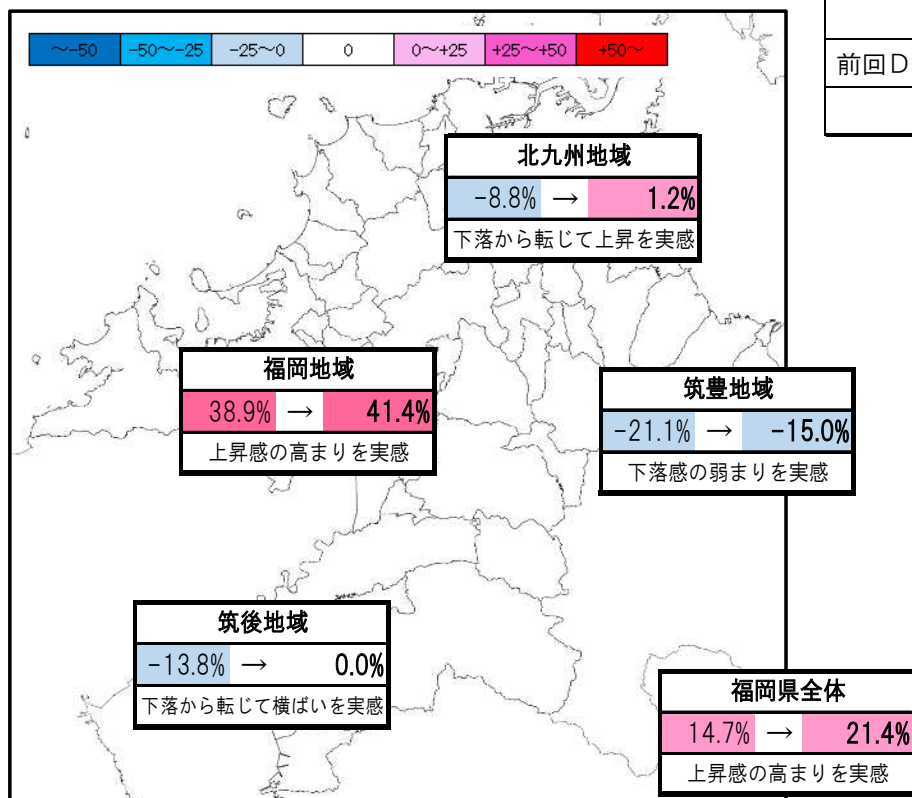 ～-50 -50～-25 -25～0 0 0～+25 +25～+50 +50～
前回D
北九州地域
-8.8% → 1.2%
下落から転じて上昇を実感
福岡地域
38.9% → 41.4%
上昇感の高まりを実感
筑豊地域
-21.1% → -15.0%
下落感の弱まりを実感
筑後地域
-13.8% → 0.0%
下落から転じて横ばいを実感
福岡県全体
14.7% → 21.4%
上昇感の高まりを実感